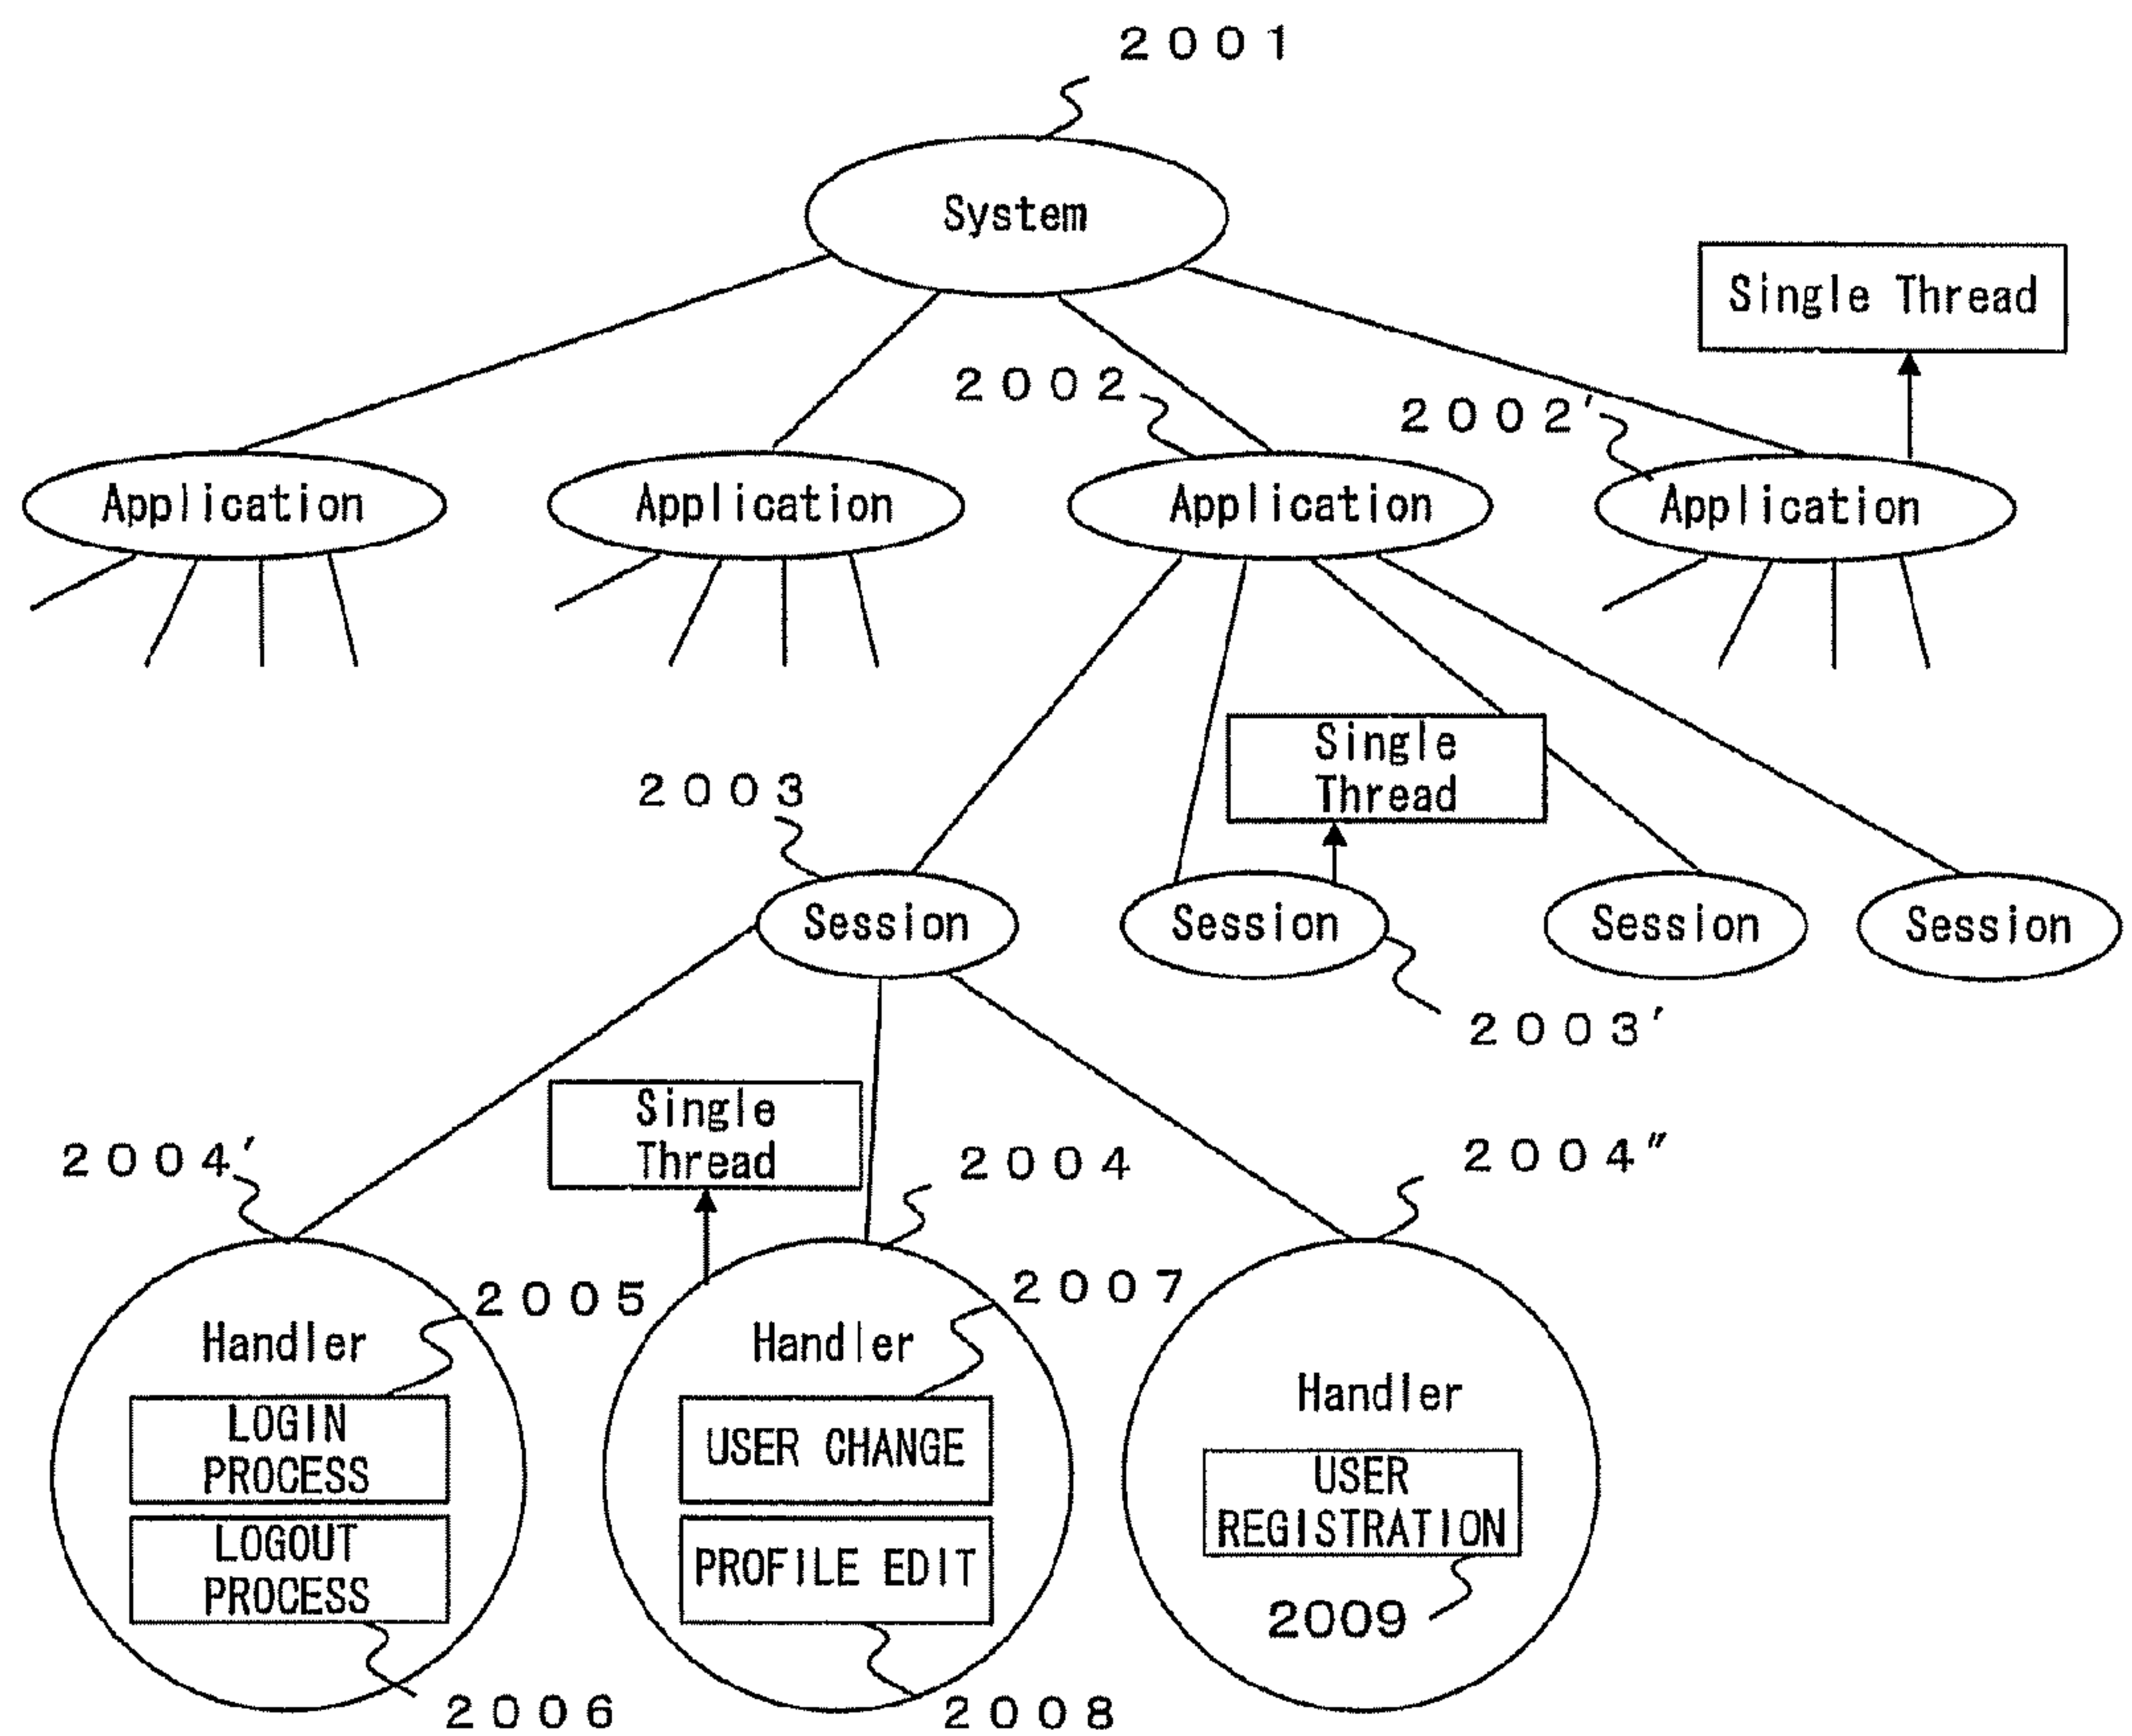 2001
System
Single Thread
2002
2002'
Application
Application
Application
Application
Single
Thread
2003
Session
Session
Session
Session
2003'
Single
Thread
2004'
2004
2004"
2005
2007
Handler
Handler
Handler
LOGIN
PROCESS
USER CHANGE
USER
REGISTRATION
LOGOUT
PROCESS
PROFILE EDIT
2009
2006
2008